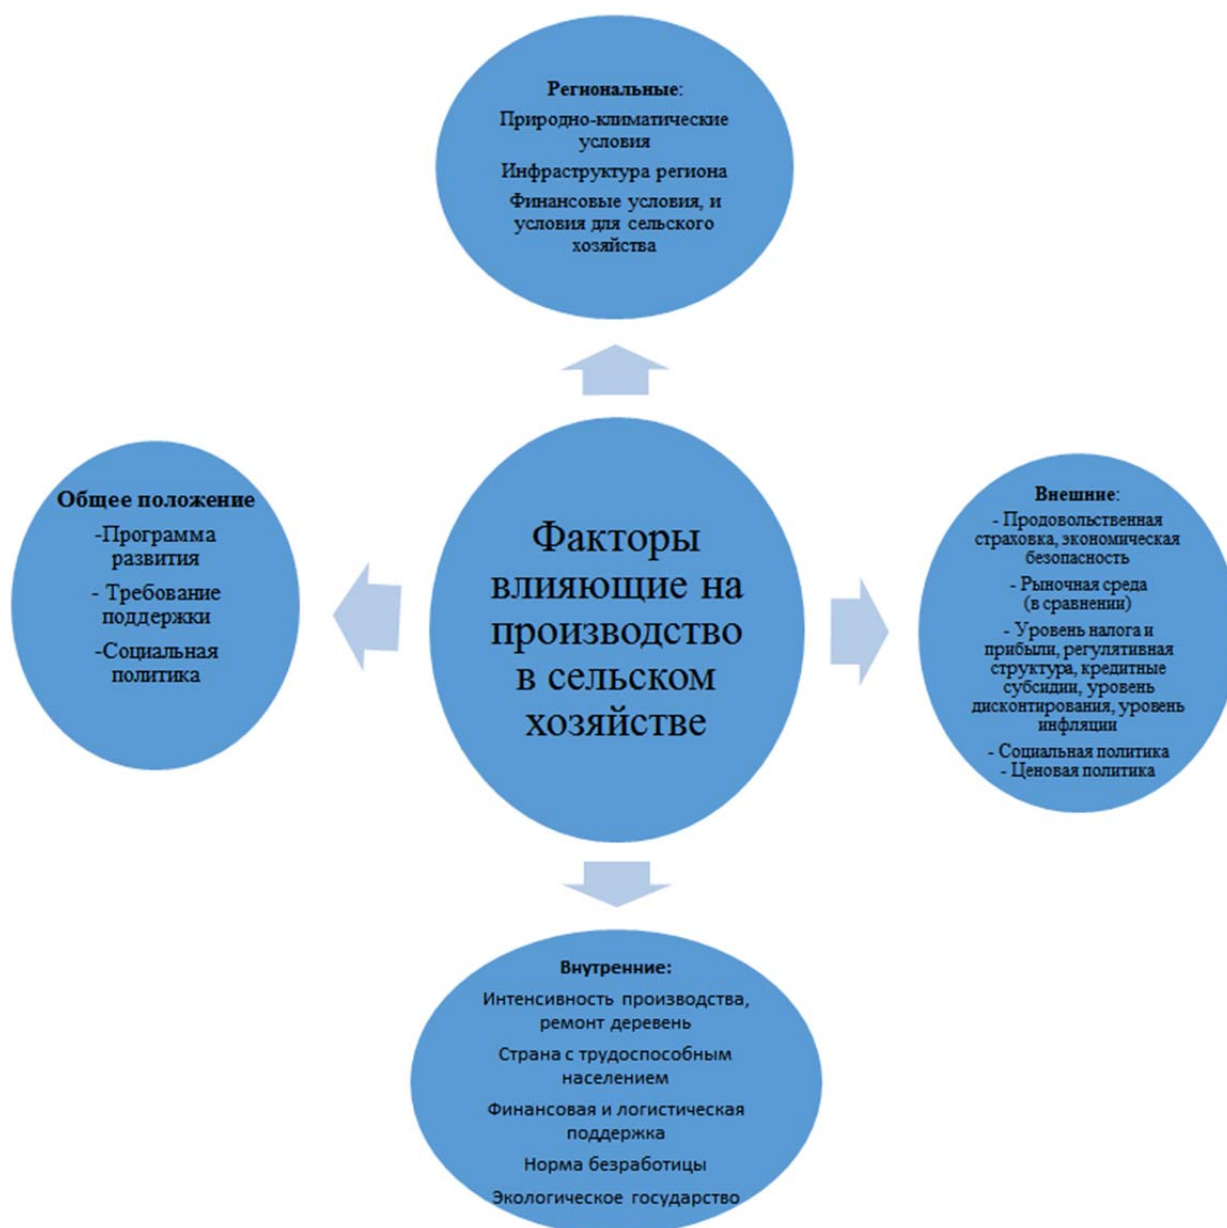 Региональные:
Природно-климатические
условия
Инфраструктура региона
Финансовые условия, и
условия для сельского
хозяйства
Общее положение
-Программа
развития
- Требование
поддержки
-Социальная
политика
Факторы
влияющие на
производство
в сельском
хозяйстве
Внешние:
- Продовольственная
страховка, экономическая
безопасность
- Рыночная среда
(в сравнении)
- Уровень налога и
прибыли, регулятивная
структура, кредитные
субсидии, уровень
дисконтирования, уровень
инфляции
- Социальная политика
- Ценовая политика
Внутренние:
Интенсивность производства,
ремонт деревень
Страна с трудоспособным
населением
Финансовая и логистическая
поддержка
Норма безработицы
Экологическое государство